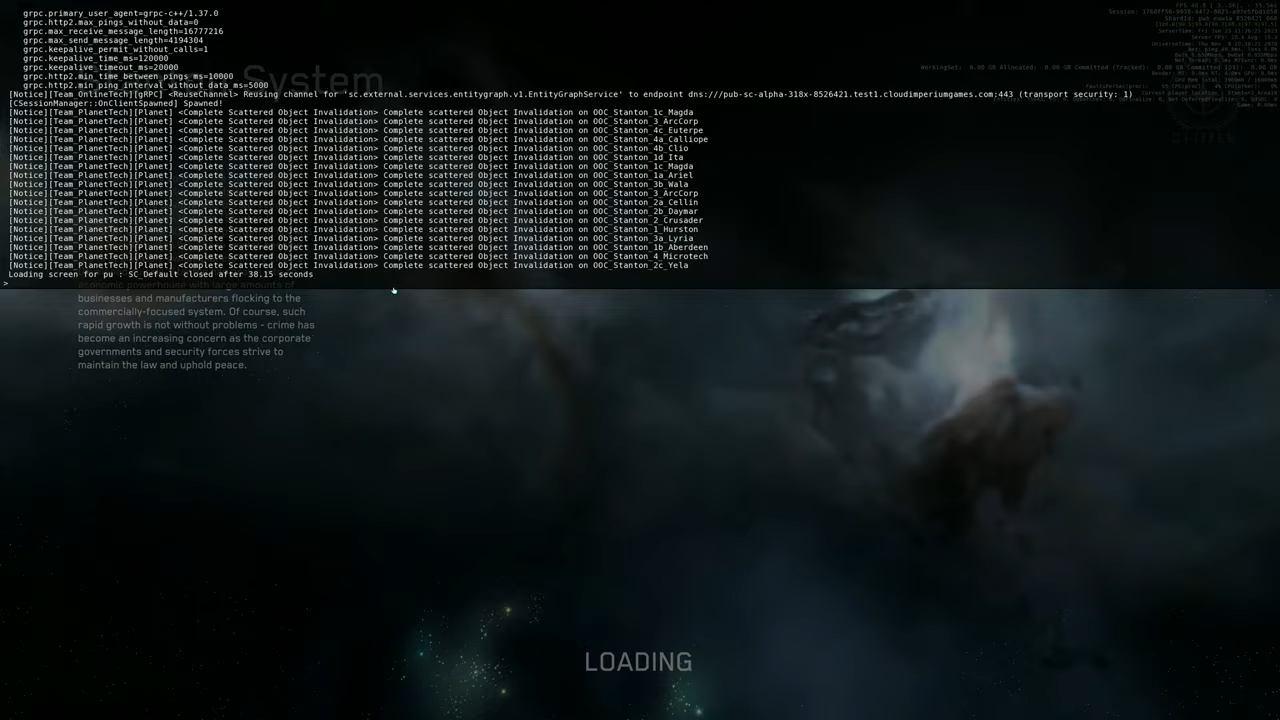 grpc.primary_user_agent=grpc-c++/1.37.0
grpc.http2.max_pings_without_data=0
grpc.max_receive_message_length=16777216
grpc.max_send_message_length=4194304
grpc.keepalive_permit_without_calls=1
grpc.keepalive_time_ms=120000
grpc.keepalive_timeout_ms=20000
grpc.http2.min_time_between_pings_ms=10000
grpc.http2.min_ping_interval_without_data_ms=5000
System
[Notice][Team_OnlineTech][gRPC] <ReuseChannel> Reusing channel for 'sc.external.services.entitygraph.v1.EntityGraphService' to endpoint dns:///pub-sc-alpha-318x-8526421.test1.cloudimperiumgames.com:443 (transport security: 1)
[CSessionManager::OnClientSpawned] Spawned!
[Notice][Team_PlanetTech][Planet] <Complete Scattered Object Invalidation> Complete scattered Object Invalidation on OOC_Stanton_1c_Magda
[Notice][Team_PlanetTech][Planet] <Complete Scattered Object Invalidation> Complete scattered Object Invalidation on OOC_Stanton_3_ArcCorp
[Notice][Team_PlanetTech][Planet] <Complete Scattered Object Invalidation> Complete scattered Object Invalidation on OOC_Stanton_4c_Euterpe
[Notice][Team_PlanetTech][Planet] <Complete Scattered Object Invalidation> Complete scattered Object Invalidation on OOC_Stanton_4a_Calliope
[Notice][Team_PlanetTech][Planet] <Complete Scattered Object Invalidation> Complete scattered Object Invalidation on OOC_Stanton_4b_Clio
[Notice][Team_PlanetTech][Planet] <Complete Scattered Object Invalidation> Complete scattered Object Invalidation on OOC_Stanton_1d_Ita
[Notice][Team_PlanetTech][Planet] <Complete Scattered Object Invalidation> Complete scattered Object Invalidation on OOC_Stanton_1c_Magda
[Notice][Team_PlanetTech][Planet] <Complete Scattered Object Invalidation> Complete scattered Object Invalidation on OOC_Stanton_1a_Ariel
[Notice][Team_PlanetTech][Planet] <Complete Scattered Object Invalidation> Complete scattered Object Invalidation on OOC_Stanton_3b_Wala
[Notice][Team_PlanetTech][Planet] <Complete Scattered Object Invalidation> Complete scattered Object Invalidation on OOC_Stanton_3_ArcCorp
[Notice][Team_PlanetTech][Planet] <Complete Scattered Object Invalidation> Complete scattered Object Invalidation on OOC_Stanton_2a_Cellin
[Notice][Team_PlanetTech][Planet] <Complete Scattered Object Invalidation> Complete scattered Object Invalidation on OOC_Stanton_2b_Daymar
[Notice][Team_PlanetTech][Planet] <Complete Scattered Object Invalidation> Complete scattered Object Invalidation on OOC_Stanton_2_Crusader
[Notice][Team_PlanetTech][Planet] <Complete Scattered Object Invalidation> Complete scattered Object Invalidation on OOC_Stanton_1_Hurston
[Notice][Team_PlanetTech][Planet] <Complete Scattered Object Invalidation> Complete scattered Object Invalidation on OOC_Stanton_3a_Lyria
[Notice][Team_PlanetTech][Planet] <Complete Scattered Object Invalidation> Complete scattered Object Invalidation on OOC_Stanton_1b_Aberdeen
[Notice][Team_PlanetTech][Planet] <Complete Scattered Object Invalidation> Complete scattered Object Invalidation on OOC_Stanton_4_Microtech
[Notice][Team_PlanetTech][Planet] <Complete Scattered Object Invalidation> Complete scattered Object Invalidation on OOC_Stanton_2c_Yela
Loading screen for pu : SC_Default closed after 38.15 seconds
>
economic powerhouse with large amounts of
businesses and manufacturers flocking to the
commercially-focused system. Of course, such
rapid growth is not without problems - crime has
become an increasing concern as the corporate
governments and security forces strive to
maintain the law and uphold peace.
LOADING